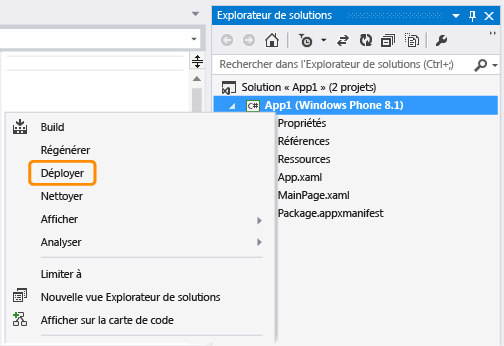 Explorateur de solutions
Rechercher dans l'Explorateur de solutions (Ctrl+;)
Solution « App1 » (2 projets)
C# App1 (Windows Phone 8.1)
Propriétés
Références
Ressources
App.xaml
MainPage.xaml
Package.appxmanifest
Build
Régénérer
Déployer
Nettoyer
Afficher
Analyser
Limiter à
Nouvelle vue Explorateur de solutions
Afficher sur la carte de code